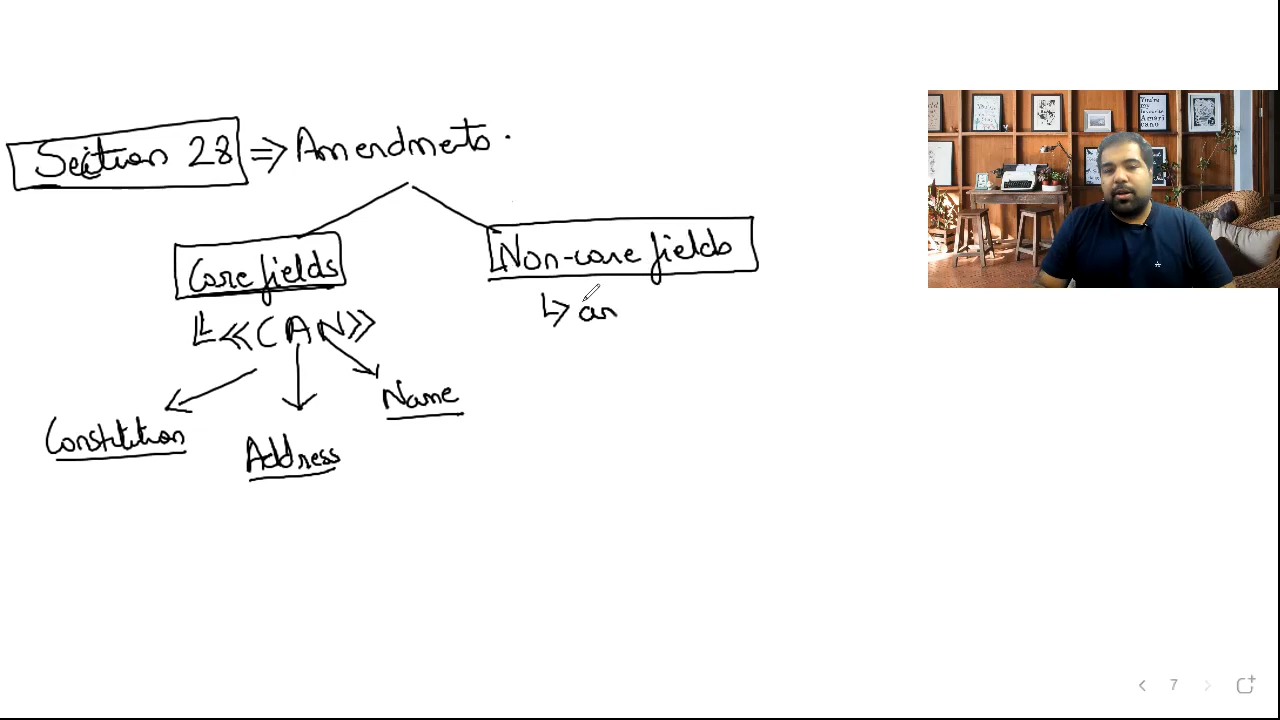 Section 28 ⇒ Amendments.
Core fields
Non-core fields
↳ an
↳ <<CAN>>
Name
Constitution
Address
7